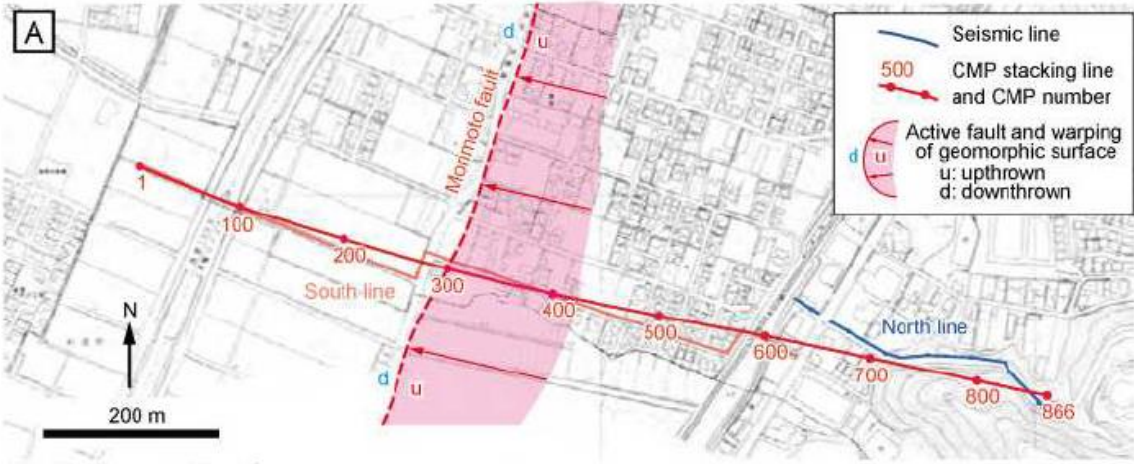 A
d
u
Morimoto fault
1
100
200
300
400
500
600
700
800
866
South line
North line
d
u
N
200 m
Seismic line
500
CMP stacking line
and CMP number
d
u
Active fault and warping
of geomorphic surface
u: upthrown
d: downthrown